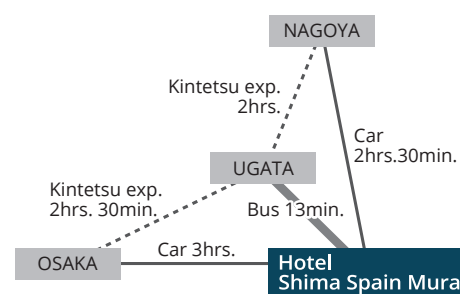 NAGOYA
Kintetsu exp.
2hrs.
Car
2hrs.30min.
UGATA
Kintetsu exp.
2hrs. 30min.
Bus 13min.
OSAKA
Car 3hrs.
Hotel
Shima Spain Mura